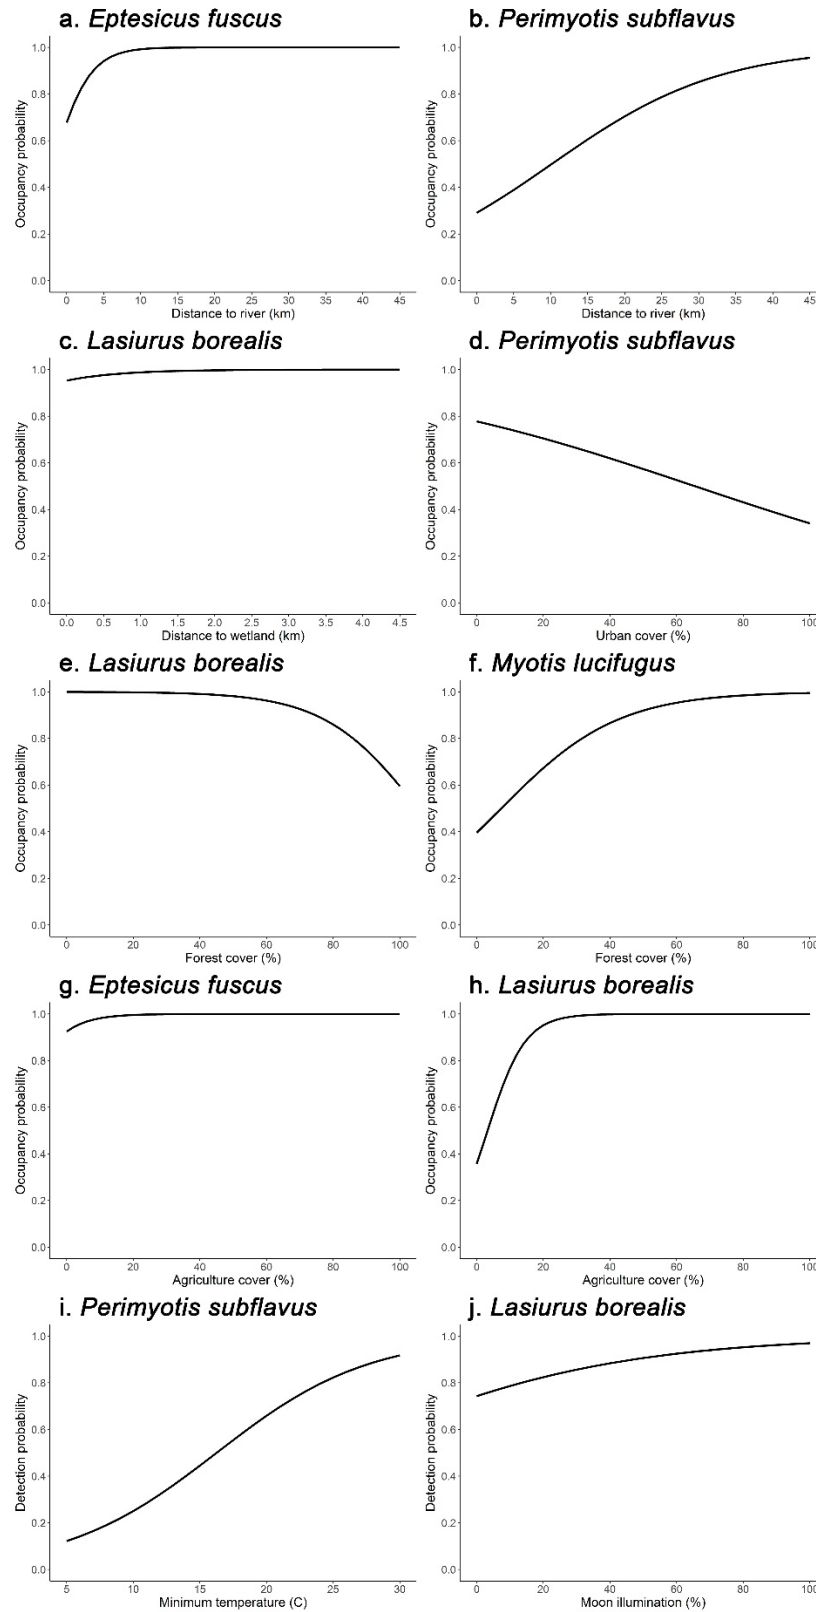 a. Eptesicus fuscus
Occupancy probability
1.0
0.8
0.6
0.4
0.2
0.0
0 5 10 15 20 25 30 35 40 45
Distance to river (km)
b. Perimyotis subflavus
Occupancy probability
1.0
0.8
0.6
0.4
0.2
0.0
0 5 10 15 20 25 30 35 40 45
Distance to river (km)
c. Lasiurus borealis
Occupancy probability
1.0
0.8
0.6
0.4
0.2
0.0
0.0 0.5 1.0 1.5 2.0 2.5 3.0 3.5 4.0 4.5
Distance to wetland (km)
d. Perimyotis subflavus
Occupancy probability
1.0
0.8
0.6
0.4
0.2
0.0
0 20 40 60 80 100
Urban cover (%)
e. Lasiurus borealis
Occupancy probability
1.0
0.8
0.6
0.4
0.2
0.0
0 20 40 60 80 100
Forest cover (%)
f. Myotis lucifugus
Occupancy probability
1.0
0.8
0.6
0.4
0.2
0.0
0 20 40 60 80 100
Forest cover (%)
g. Eptesicus fuscus
Occupancy probability
1.0
0.8
0.6
0.4
0.2
0.0
0 20 40 60 80 100
Agriculture cover (%)
h. Lasiurus borealis
Occupancy probability
1.0
0.8
0.6
0.4
0.2
0.0
0 20 40 60 80 100
Agriculture cover (%)
i. Perimyotis subflavus
Detection probability
1.0
0.8
0.6
0.4
0.2
0.0
5 10 15 20 25 30
Minimum temperature (C)
j. Lasiurus borealis
Detection probability
1.0
0.8
0.6
0.4
0.2
0.0
0 20 40 60 80 100
Moon illumination (%)